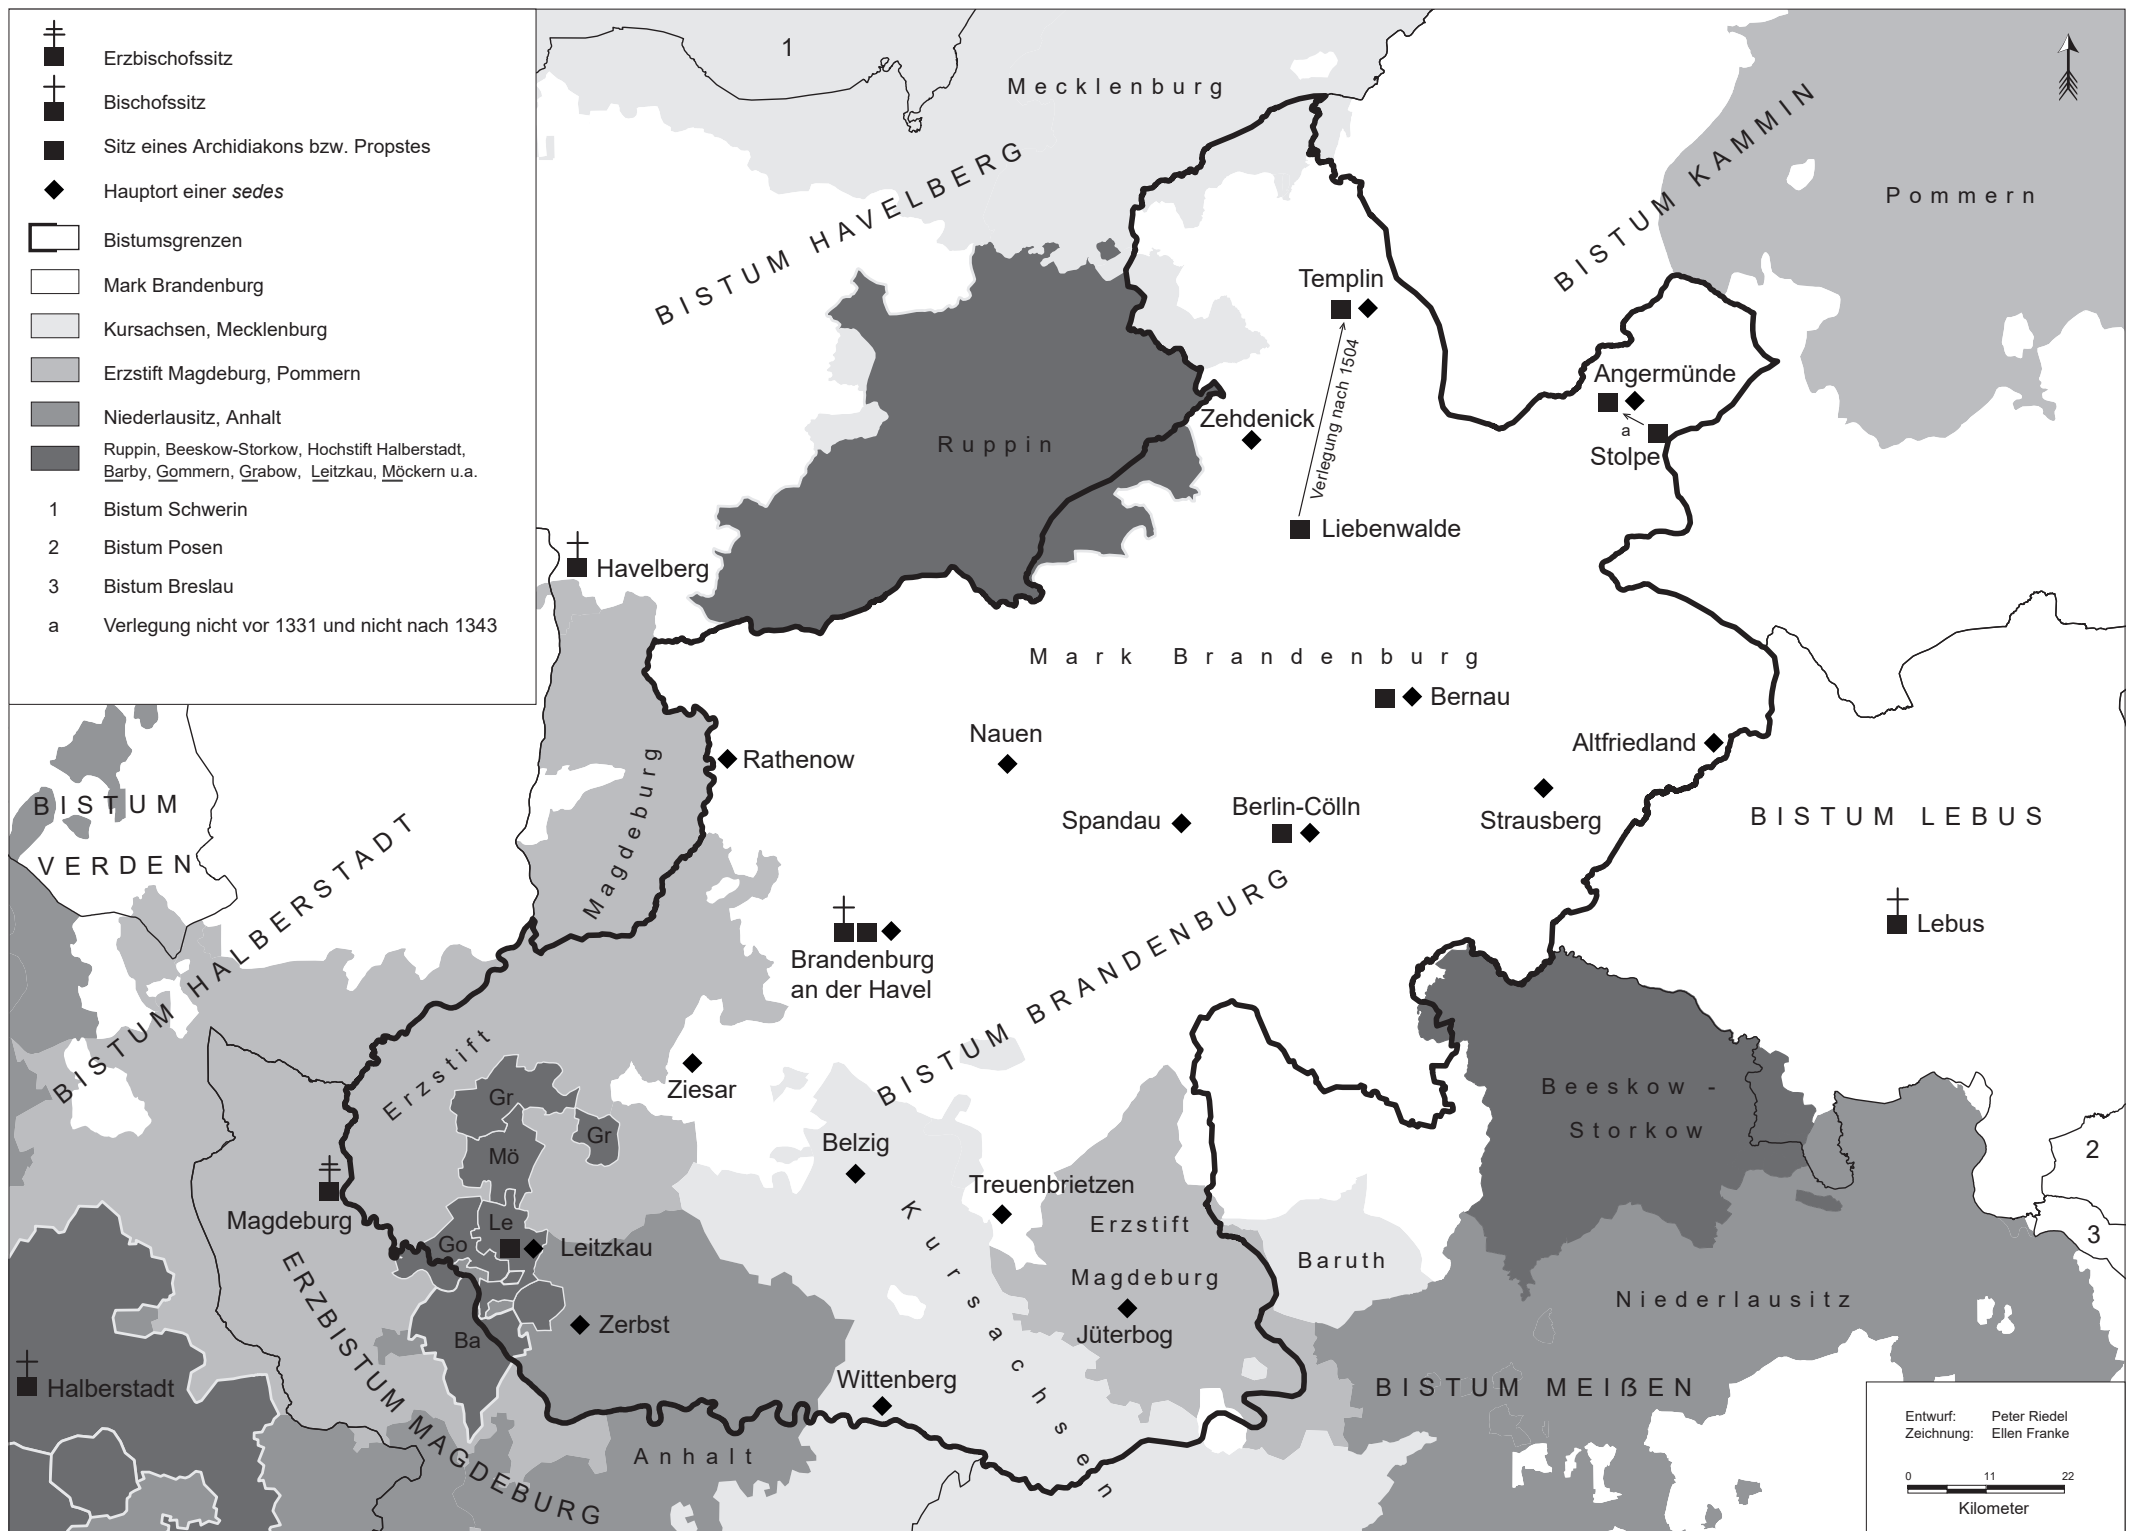 Erzbischofssitz
Bischofssitz
Sitz eines Archidiakons bzw. Propstes
Hauptort einer sedes
Bistumsgrenzen
Mark Brandenburg
Kursachsen, Mecklenburg
Erzstift Magdeburg, Pommern
Niederlausitz, Anhalt
Ruppin, Beeskow-Storkow, Hochstift Halberstadt,
Barby, Gommern, Grabow, Leitzkau, Möckern u.a.
1 Bistum Schwerin
2 Bistum Posen
3 Bistum Breslau
a Verlegung nicht vor 1331 und nicht nach 1343
1
Mecklenburg
BISTUM HAVELBERG
BISTUM KAMMIN
Pommern
Templin
Verlegung nach 1504
Angermünde
a
Stolpe
Zehdenick
Ruppin
Liebenwalde
Havelberg
Mark Brandenburg
Bernau
Nauen
Altfriedland
Rathenow
Magdeburg
Spandau
Berlin-Cölln
Strausberg
BISTUM
VERDEN
BISTUM HALBERSTADT
BISTUM LEBUS
Lebus
Brandenburg
an der Havel
BISTUM BRANDENBURG
Erzstift
Ziesar
Gr
Gr
Mö
Beeskow -
Storkow
Belzig
Treuenbrietzen
2
3
Magdeburg
Le
Go
Leitzkau
Kursachsen
Erzstift
Magdeburg
Jüterbog
Baruth
Niederlausitz
Zerbst
Ba
ERZBISTUM MAGDEBURG
Halberstadt
Wittenberg
BISTUM MEIßEN
Anhalt
Entwurf: Peter Riedel
Zeichnung: Ellen Franke
0 11 22
Kilometer